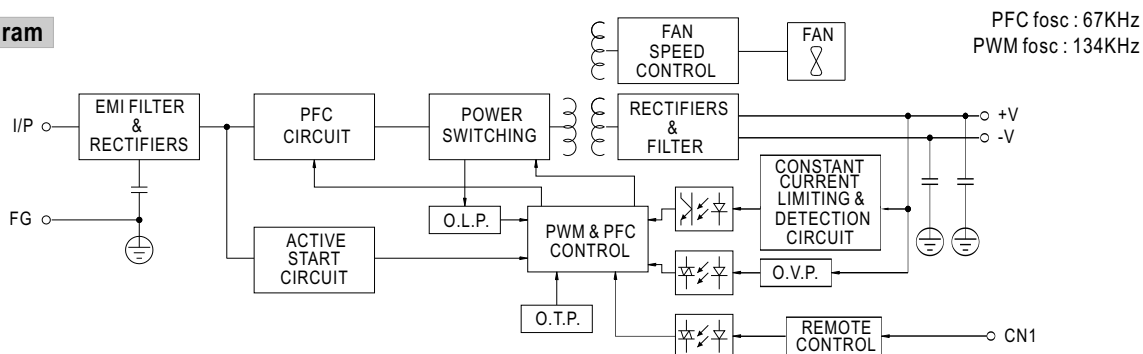 ram
PFC fosc : 67KHz
PWM fosc : 134KHz
FAN
SPEED
CONTROL
FAN
I/P
EMI FILTER
&
RECTIFIERS
PFC
CIRCUIT
POWER
SWITCHING
RECTIFIERS
&
FILTER
+V
-V
FG
O.L.P.
PWM & PFC
CONTROL
CONSTANT
CURRENT
LIMITING &
DETECTION
CIRCUIT
ACTIVE
START
CIRCUIT
O.V.P.
O.T.P.
REMOTE
CONTROL
CN1